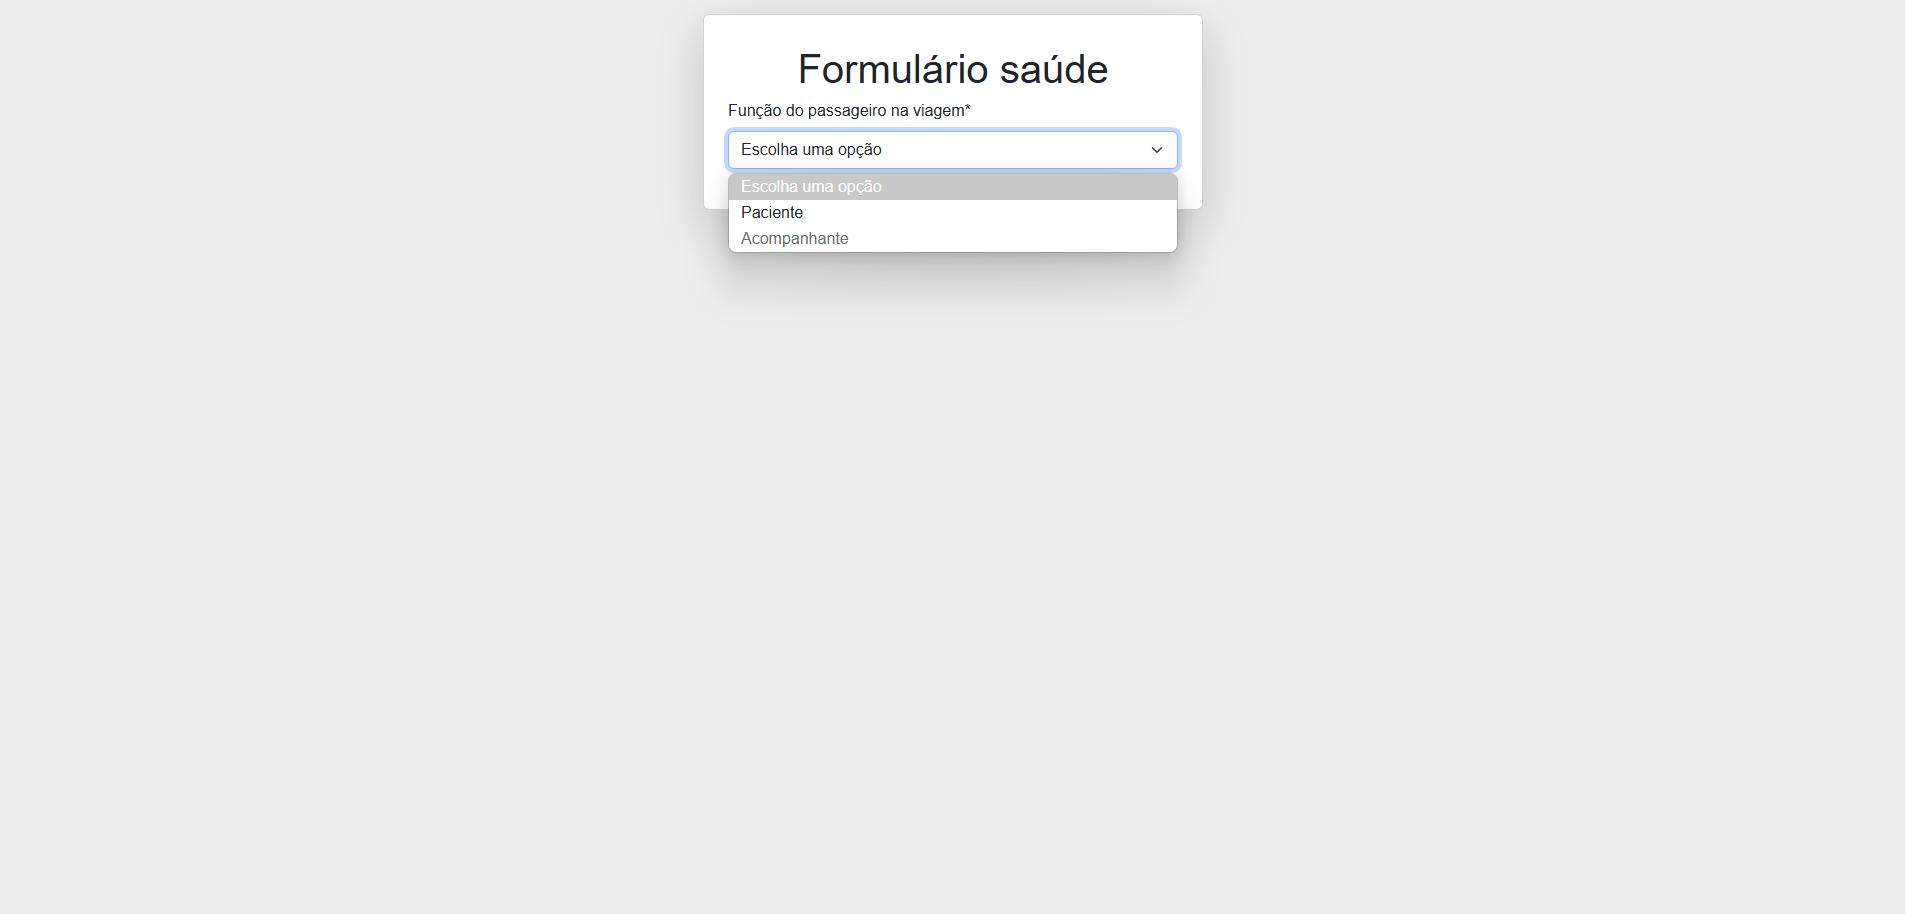 Formulário saúde
Função do passageiro na viagem*
Escolha uma opção
Escolha uma opção
Paciente
Acompanhante